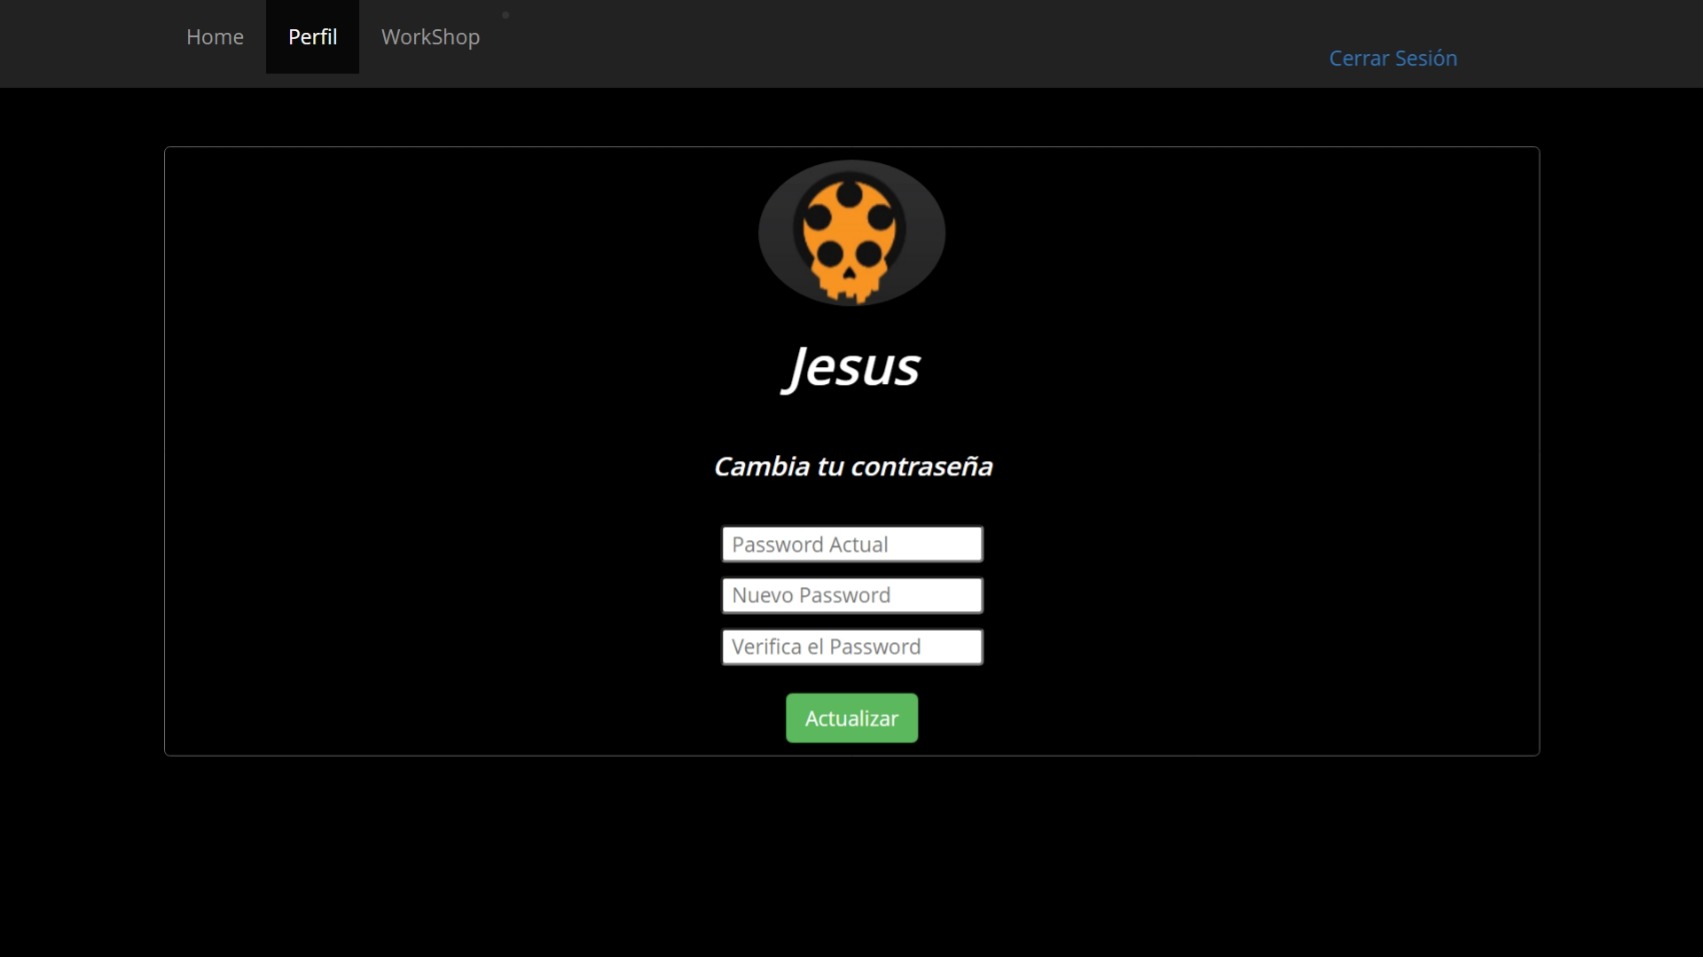 Home Perfil WorkShop
Cerrar Sesión
Jesus
Cambia tu contraseña
Password Actual
Nuevo Password
Verifica el Password
Actualizar